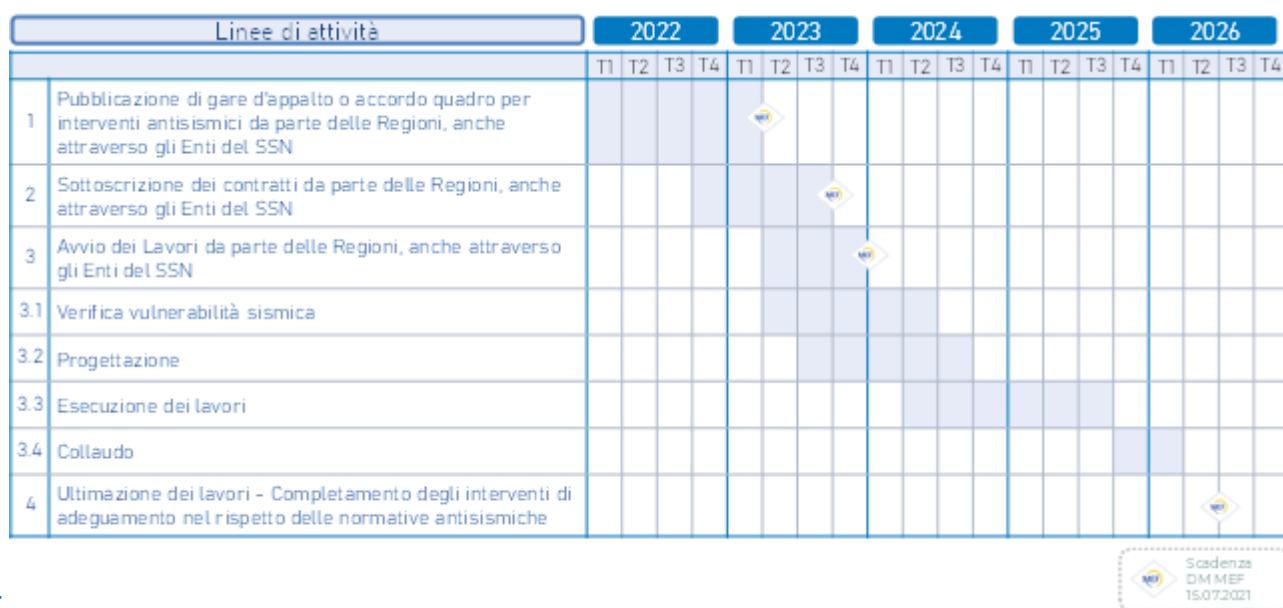 Linee di attività 2022 2023 2024 2025 2026
T1 T2 T3 T4 T1 T2 T3 T4 T1 T2 T3 T4 T1 T2 T3 T4 T1 T2 T3 T4
1 Pubblicazione di gare d'appalto o accordo quadro per
interventi antisismici da parte delle Regioni, anche
attraverso gli Enti del SSN
MEF
2 Sottoscrizione dei contratti da parte delle Regioni, anche
attraverso gli Enti del SSN
MEF
3 Avvio dei Lavori da parte delle Regioni, anche attraverso
gli Enti del SSN
MEF
3.1 Verifica vulnerabilità sismica
3.2 Progettazione
3.3 Esecuzione dei lavori
3.4 Collaudo
4 Ultimazione dei lavori - Completamento degli interventi di
adeguamento nel rispetto delle normative antisismiche
MEF
MEF Scadenza
DM MEF
15.07.2021